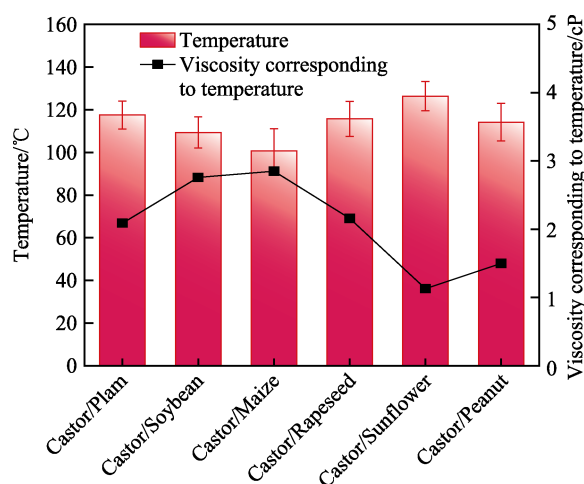 160
140
120
100
80
60
40
20
0
Temperature/℃
Temperature
Viscosity corresponding
to temperature
5
4
3
2
1
0
Viscosity corresponding to temperature/cP
Castor/Plam
Castor/Soybean
Castor/Maize
Castor/Rapeseed
Castor/Sunflower
Castor/Peanut